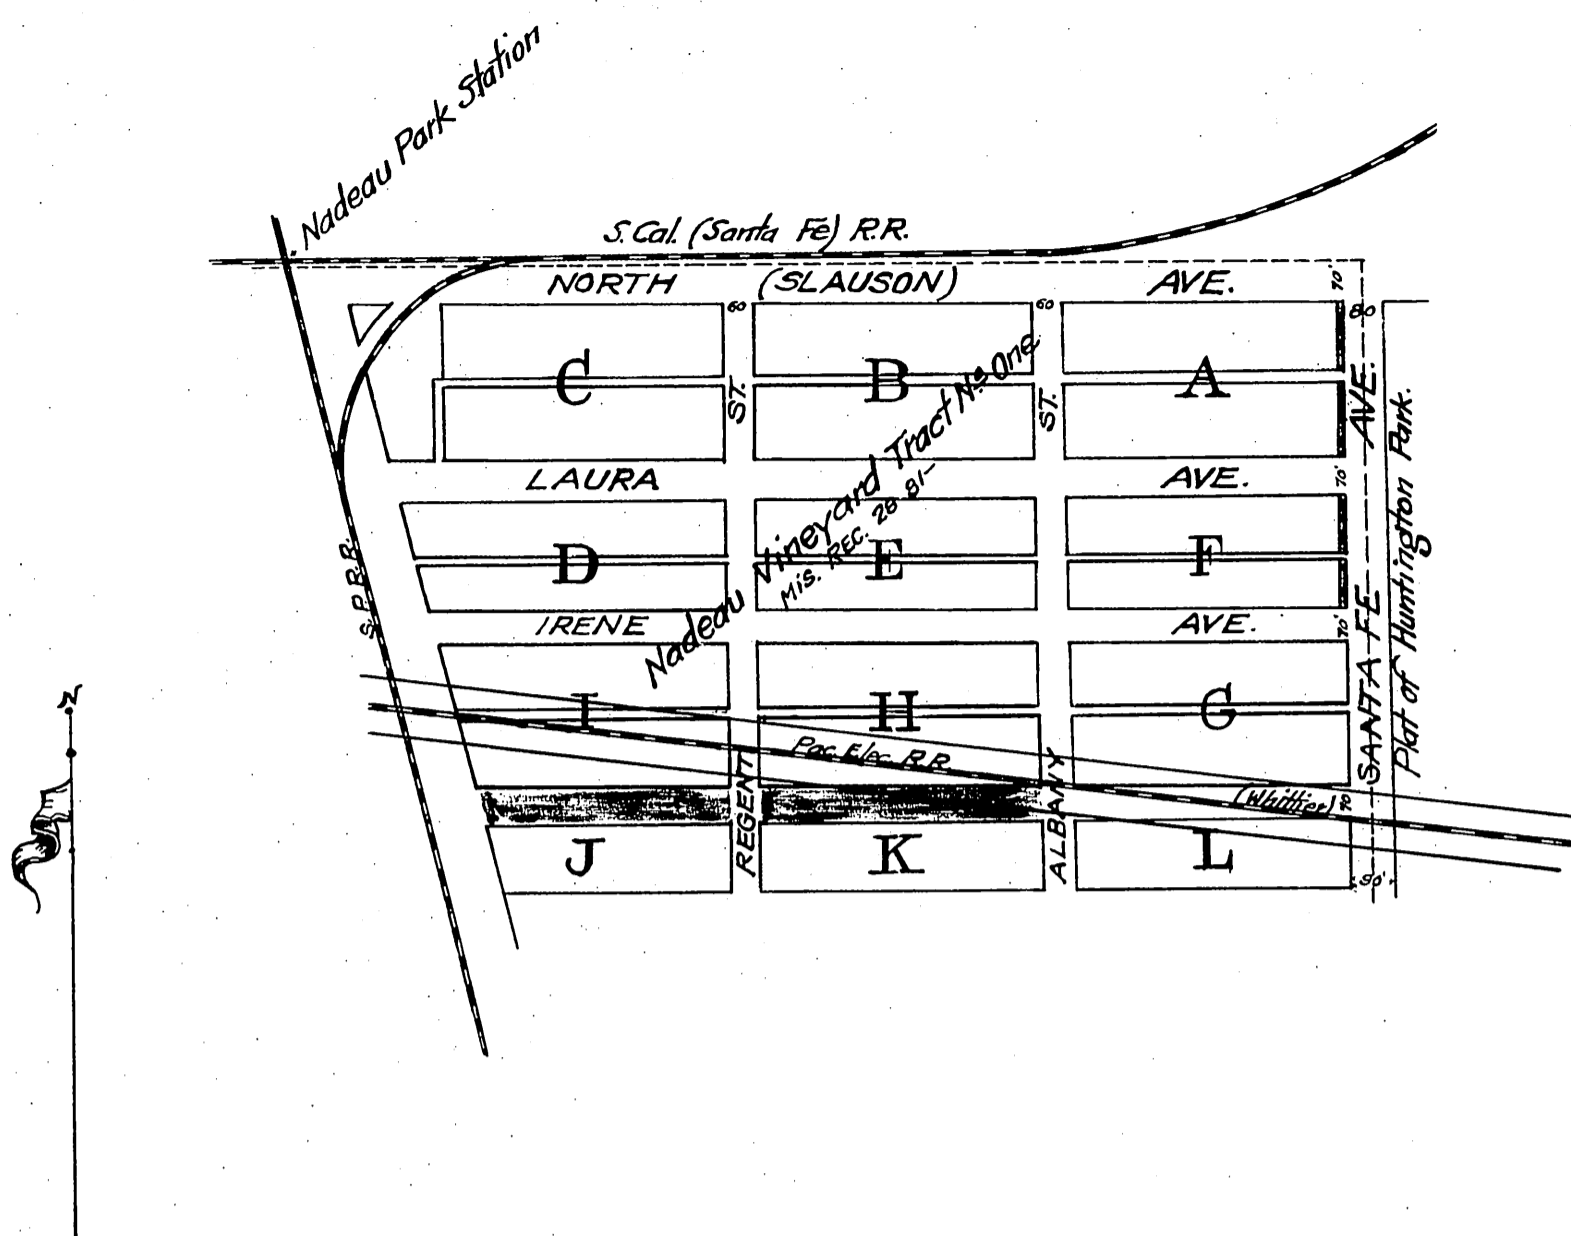 Nadeau Park Station
S. Cal. (Santa Fe) R.R.
NORTH (SLAUSON) AVE. 70'
60 60 80
C B A
ST. ST. AVE.
Nadeau Vineyard Tract No. One
Mis. Rec. 28-81-
LAURA AVE. 70'
D E F
S.P.R.R.
IRENE AVE. 70'
Plat of Huntington Park.
SANTA FE
I H G
N
Pac. Elec. R.R.
(Whittier) 70
REGENT ALBANY
J K L
80'